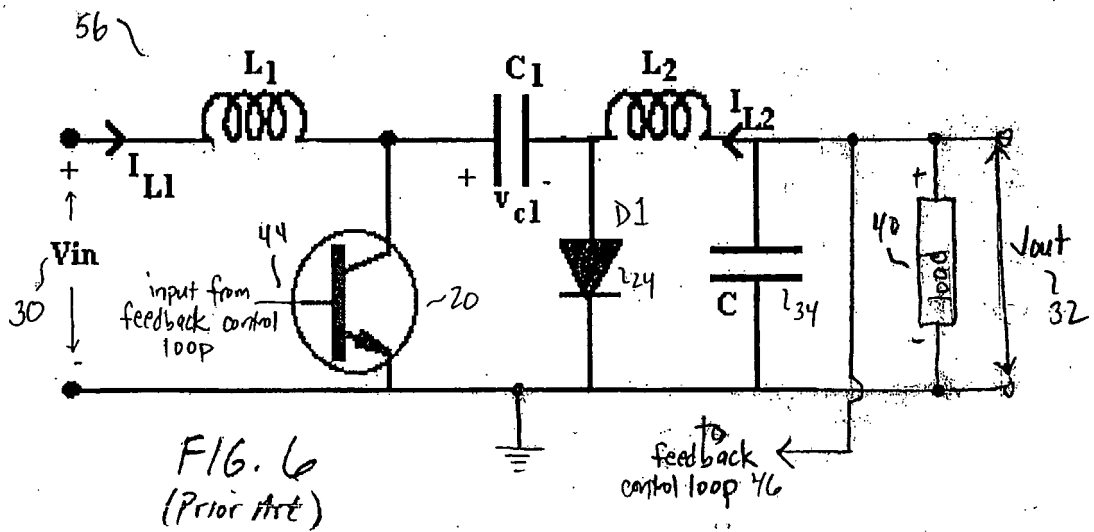 56
L1
C1
L2
IL2
+
IL1
+
Vc1
-
D1
+
44
Vin
30
input from
feedback control
loop
20
24
C
34
40
load
Vout
32
-
-
to
feedback
control loop 46
FIG. 6
(Prior Art)